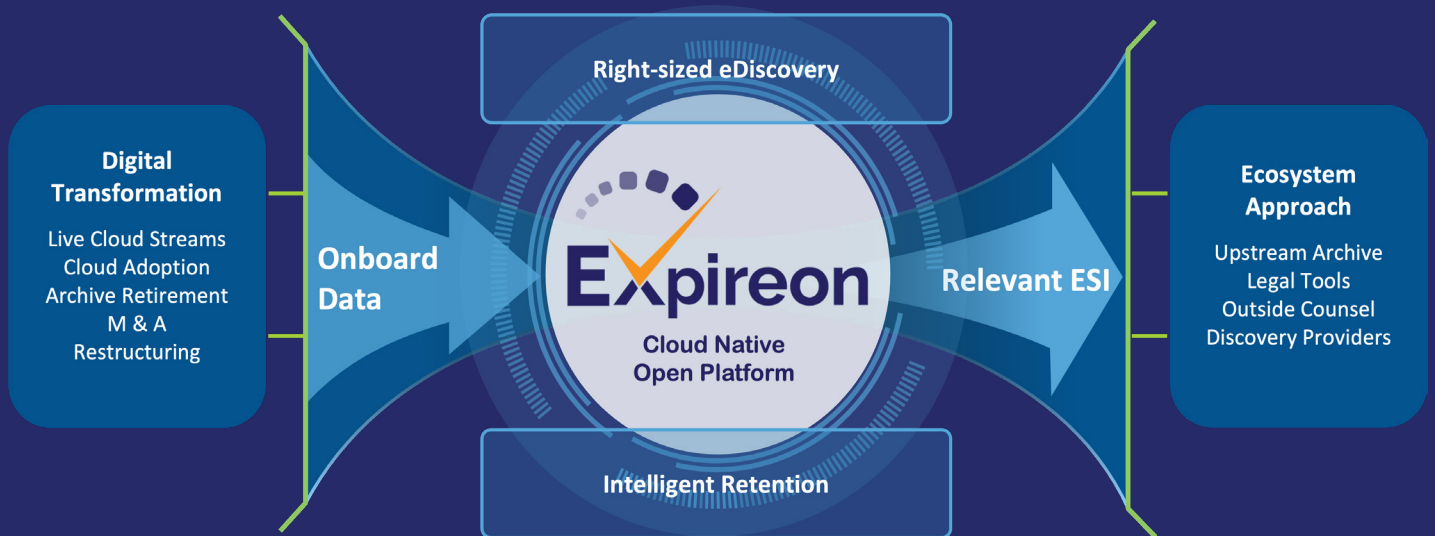 Right-sized eDiscovery
Digital
Transformation
Live Cloud Streams
Cloud Adoption
Archive Retirement
M & A
Restructuring
Onboard
Data
Expireon
Cloud Native
Open Platform
Relevant ESI
Ecosystem
Approach
Upstream Archive
Legal Tools
Outside Counsel
Discovery Providers
Intelligent Retention